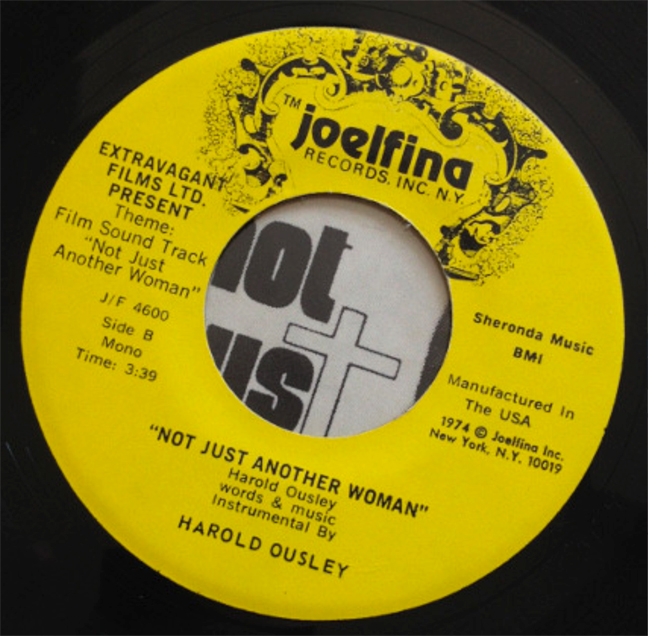 TM
joelfina
RECORDS, INC. N.Y.
EXTRAVAGANT
FILMS LTD.
PRESENT
Theme:
Film Sound Track
"Not Just
Another Woman"
J/F 4600
Side B
Mono
Time: 3:39
not
Sheronda Music
BMI
Manufactured In
The USA
1974 © Joelfina Inc.
New York, N.Y. 10019
"NOT JUST ANOTHER WOMAN"
Harold Ousley
words & music
Instrumental By
HAROLD OUSLEY